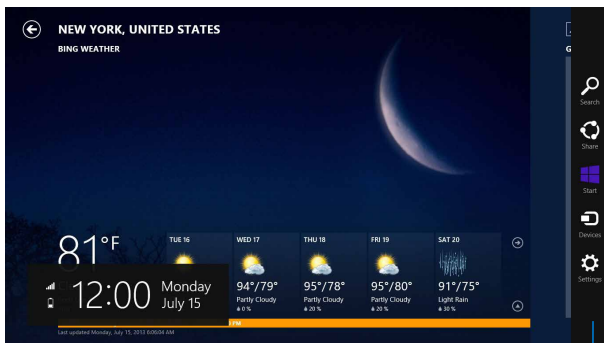 NEW YORK, UNITED STATES
BING WEATHER
Search
Share
Start
Devices
Settings
81°F
TUE 16
WED 17
94°/79°
Partly Cloudy
0 %
THU 18
95°/78°
Partly Cloudy
20 %
FRI 19
95°/80°
Partly Cloudy
20 %
SAT 20
91°/75°
Light Rain
30 %
12:00
Monday
July 15
PM
Last updated Monday, July 15, 2013 6:06:04 AM